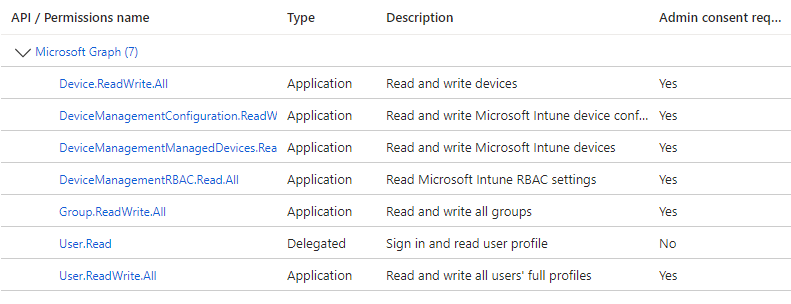 API / Permissions name Type Description Admin consent req...
Microsoft Graph (7)
Device.ReadWrite.All Application Read and write devices Yes
DeviceManagementConfiguration.ReadW Application Read and write Microsoft Intune device conf... Yes
DeviceManagementManagedDevices.Rea Application Read and write Microsoft Intune devices Yes
DeviceManagementRBAC.Read.All Application Read Microsoft Intune RBAC settings Yes
Group.ReadWrite.All Application Read and write all groups Yes
User.Read Delegated Sign in and read user profile No
User.ReadWrite.All Application Read and write all users' full profiles Yes